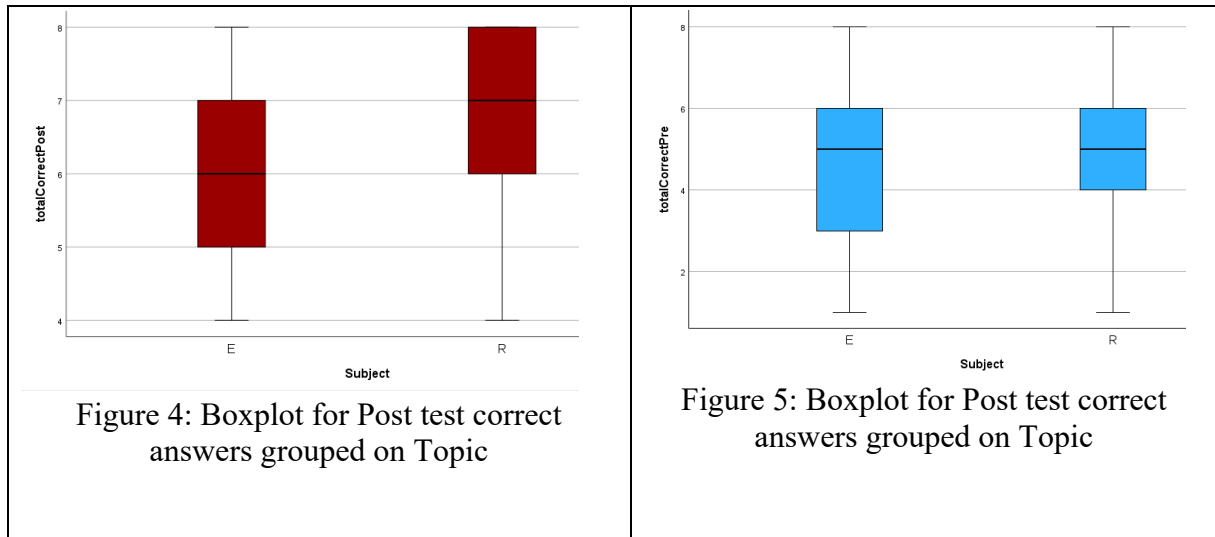 8
7
6
5
4
totalCorrectPost
E R
Subject
Figure 4: Boxplot for Post test correct
answers grouped on Topic
8
6
4
2
totalCorrectPre
E R
Subject
Figure 5: Boxplot for Post test correct
answers grouped on Topic